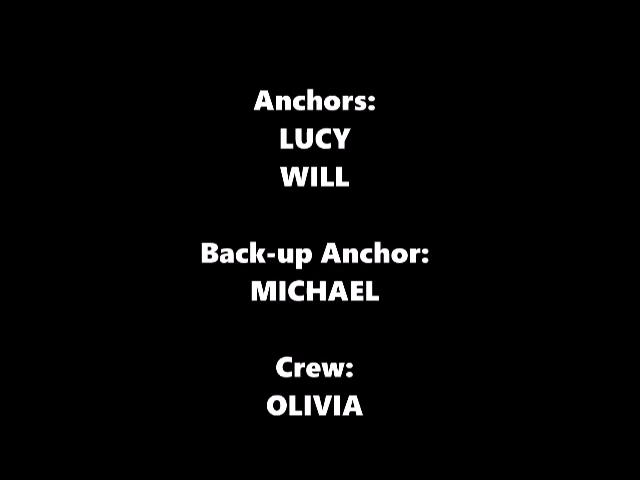 Anchors:
LUCY
WILL
Back-up Anchor:
MICHAEL
Crew:
OLIVIA